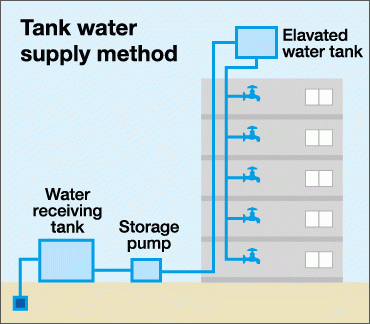 Tank water
supply method
Elavated
water tank
Water
receiving
tank
Storage
pump